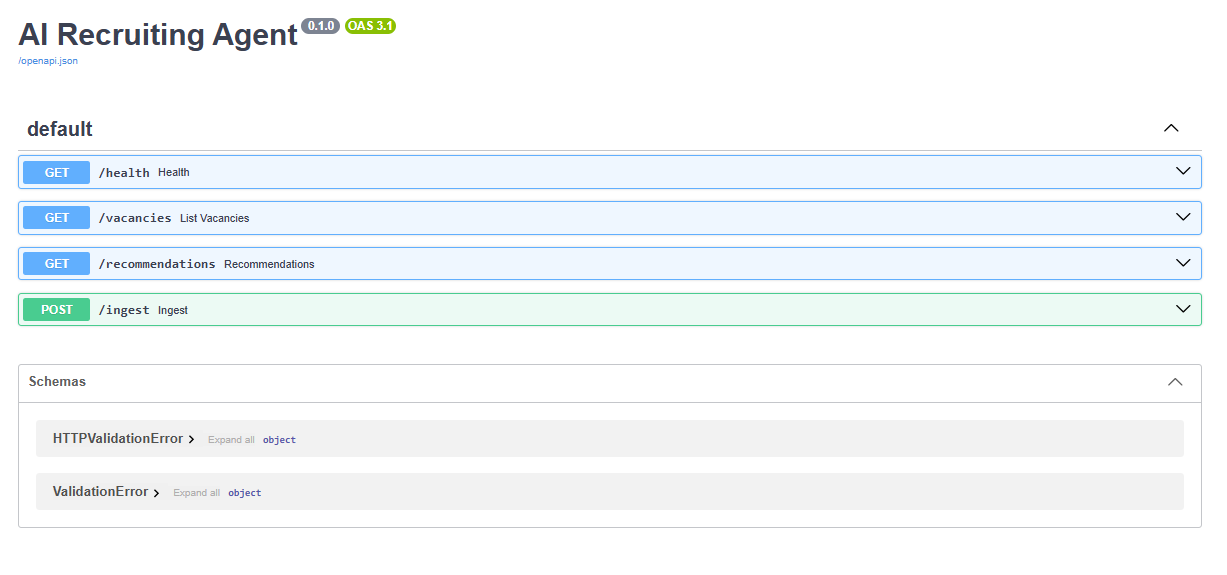 AI Recruiting Agent 0.1.0 OAS 3.1
/openapi.json
default
GET /health Health
GET /vacancies List Vacancies
GET /recommendations Recommendations
POST /ingest Ingest
Schemas
HTTPValidationError Expand all object
ValidationError Expand all object